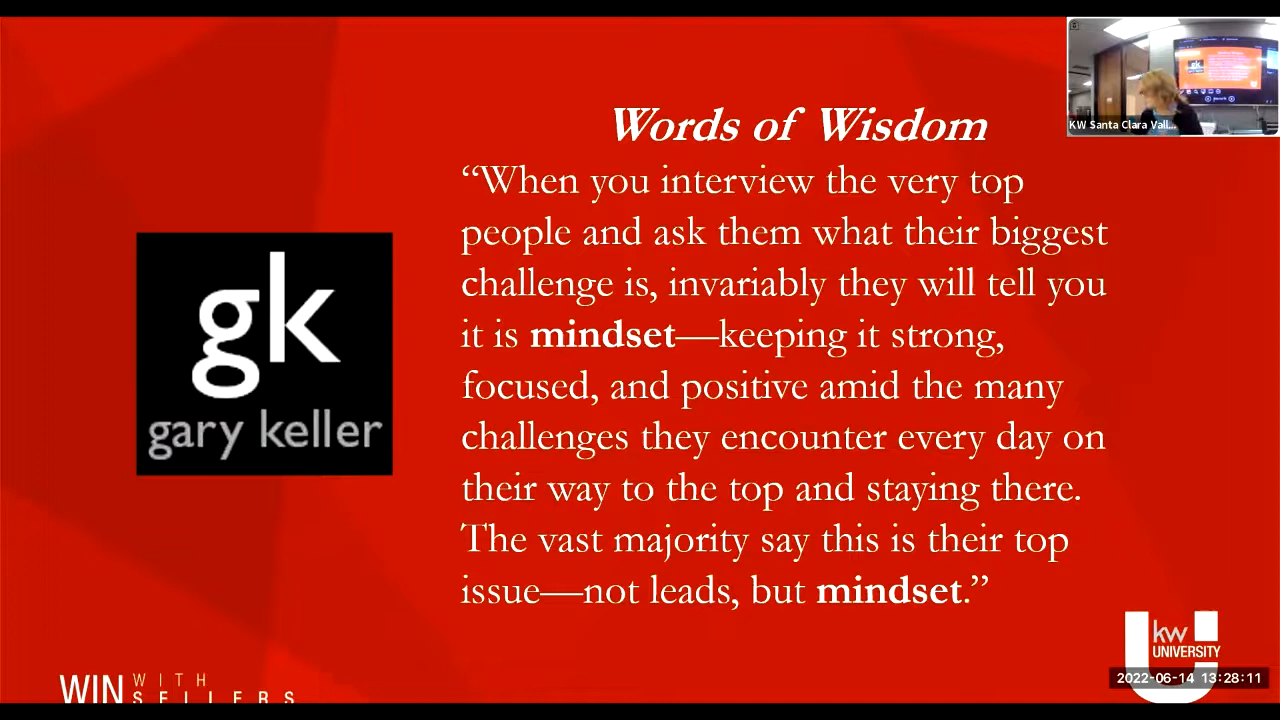 Words of Wisdom
“When you interview the very top
people and ask them what their biggest
challenge is, invariably they will tell you
it is mindset—keeping it strong,
focused, and positive amid the many
challenges they encounter every day on
their way to the top and staying there.
The vast majority say this is their top
issue—not leads, but mindset.”
gk
gary keller
KW Santa Clara Vall...
WIN WITH SELLERS
kw
UNIVERSITY
2022-06-14 13:28:11